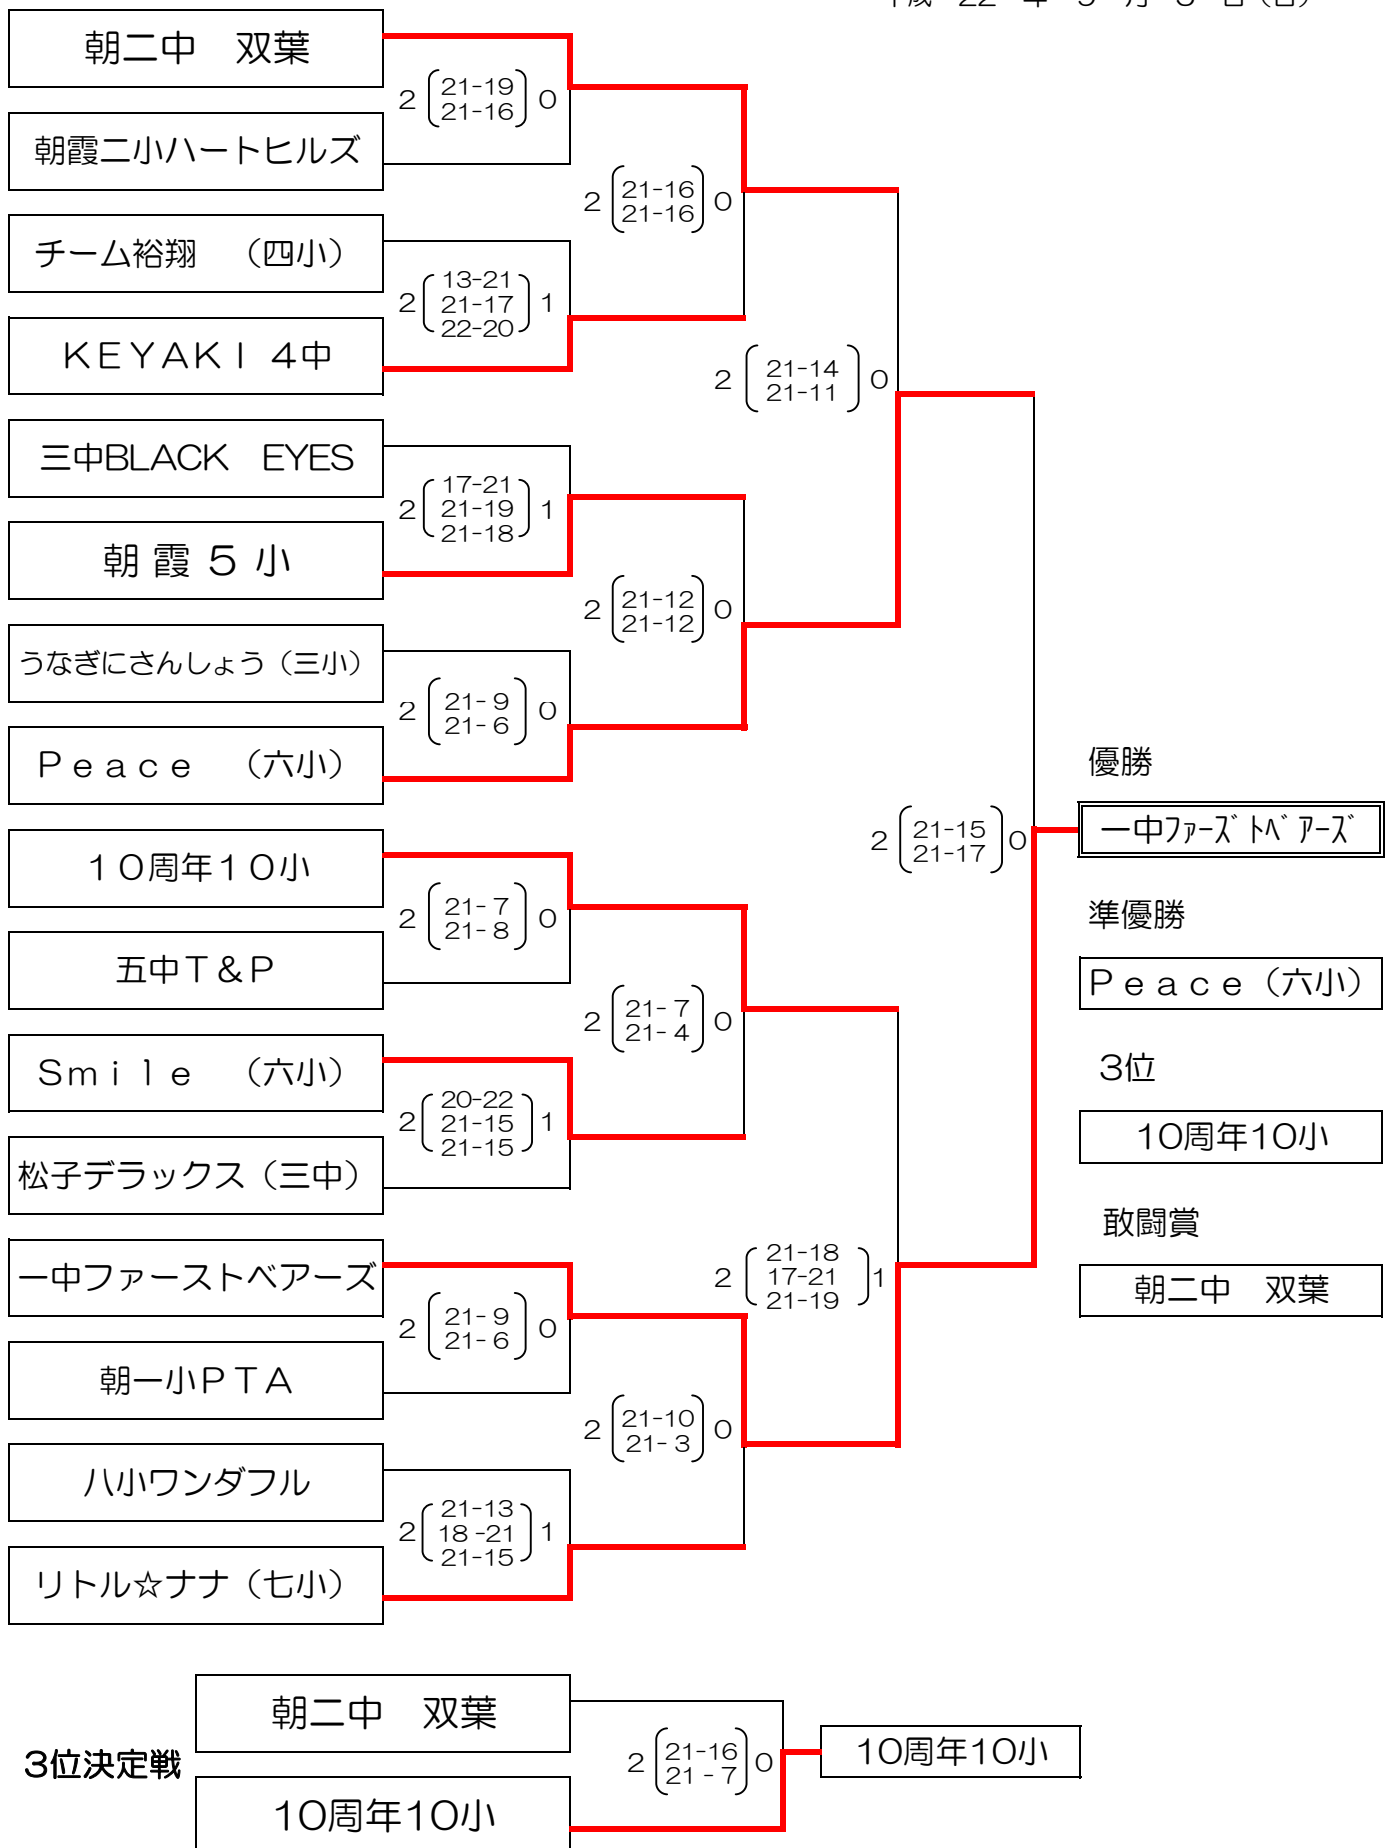 朝二中　双葉
2 21-19 0
21-16
朝霞二小ハートヒルズ
2 21-16 0
21-16
チーム裕翔　（四小）
13-21
2 21-17 1
22-20
ＫＥＹＡＫＩ 4中
2 21-14 0
21-11
三中BLACK　EYES
17-21
2 21-19 1
21-18
朝 霞 ５ 小
2 21-12 0
21-12
うなぎにさんしょう（三小）
2 21- 9 0
21- 6
Ｐｅａｃｅ　（六小）
優勝
2 21-15 0
21-17
一中ﾌｧｰｽﾞﾄﾍﾞｱｰｽﾞ
１０周年１０小
2 21- 7 0
21- 8
準優勝
五中Ｔ＆Ｐ
Ｐｅａｃｅ（六小）
2 21- 7 0
21- 4
Ｓｍｉｌｅ　（六小）
3位
20-22
2 21-15 1
21-15
10周年10小
松子デラックス（三中）
敢闘賞
一中ファーストベアーズ
21-18
2 17-21 1
21-19
朝二中　双葉
2 21- 9 0
21- 6
朝一小ＰＴＡ
2 21-10 0
21- 3
八小ワンダフル
21-13
2 18 -21 1
21-15
リトル☆ナナ（七小）
朝二中　双葉
3位決定戦
2 21-16 0
21 - 7
10周年10小
10周年10小